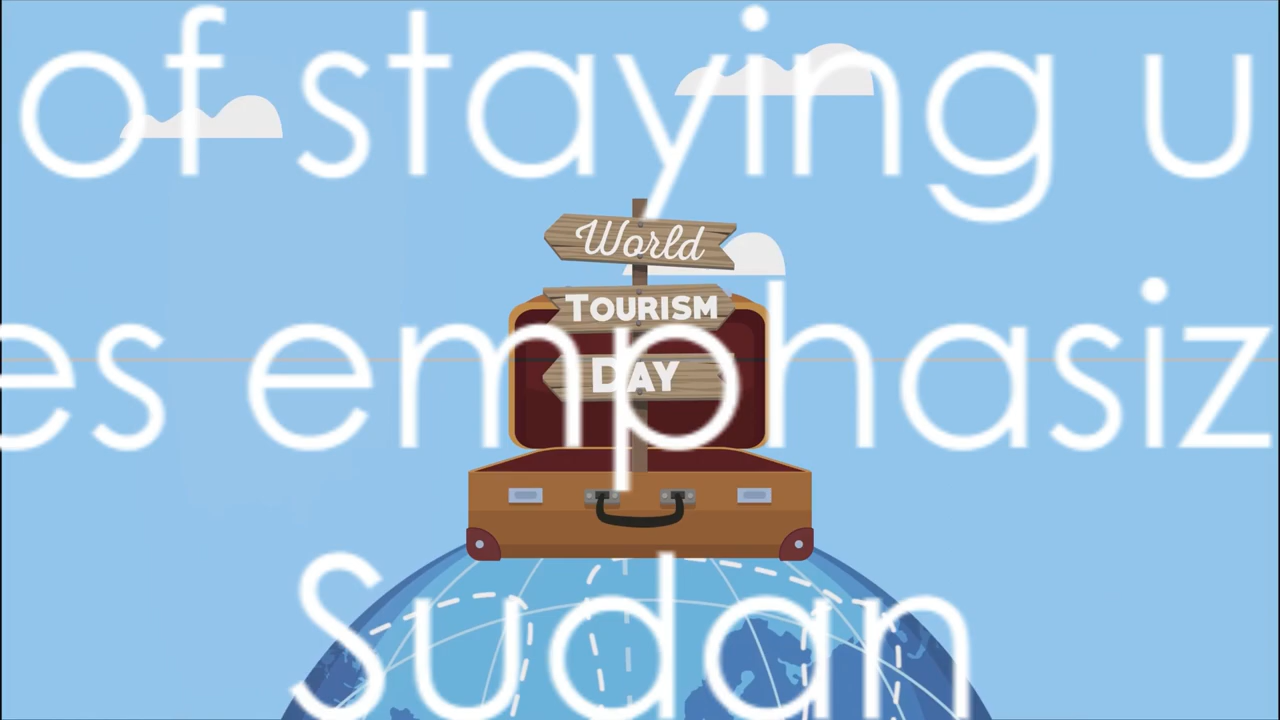 of staying u
World
Tourism
es emphasiz
Day
Sudan